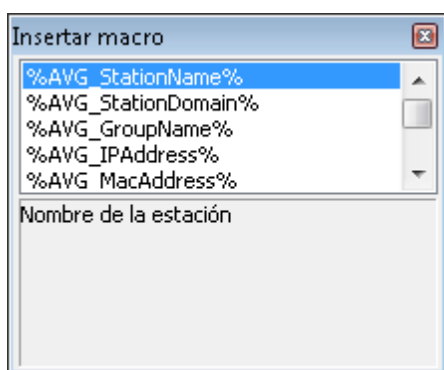 Insertar macro
%AVG_StationName%
%AVG_StationDomain%
%AVG_GroupName%
%AVG_IPAddress%
%AVG_MacAddress%
Nombre de la estación